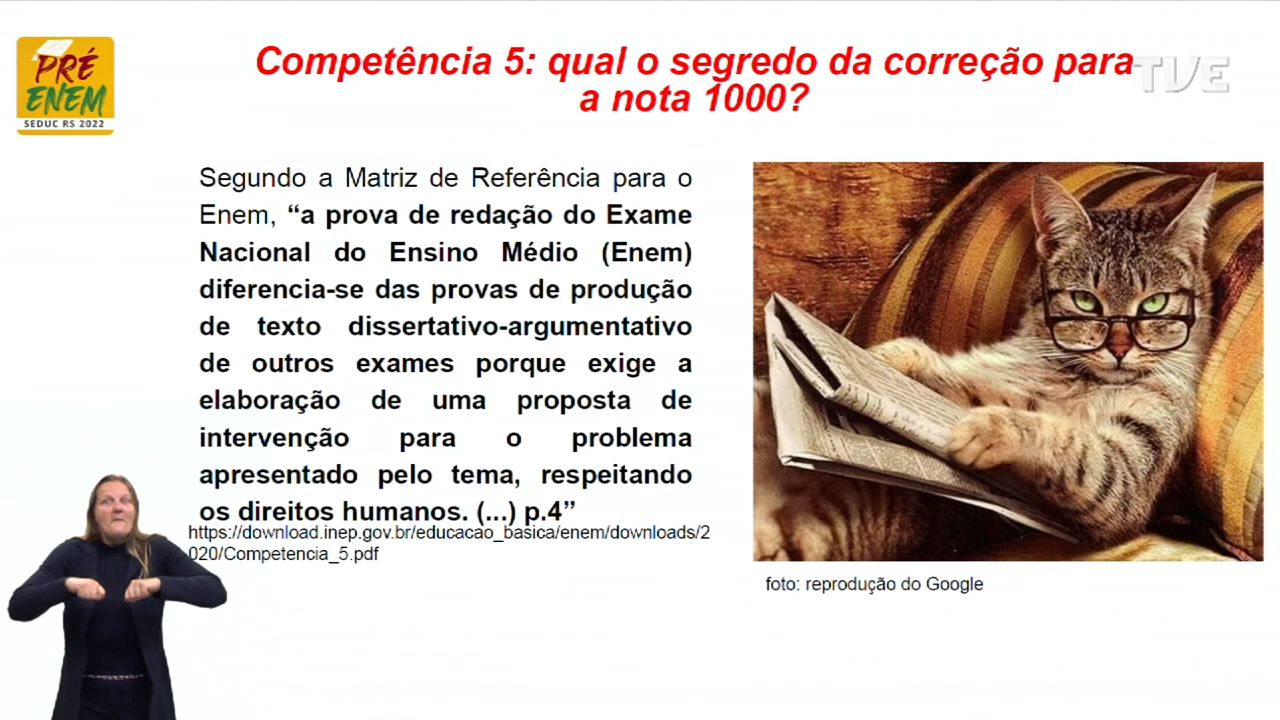 PRÉ
ENEM
SEDUC RS 2022
Competência 5: qual o segredo da correção para
a nota 1000?
TVE
Segundo a Matriz de Referência para o
Enem, “a prova de redação do Exame
Nacional do Ensino Médio (Enem)
diferencia-se das provas de produção
de texto dissertativo-argumentativo
de outros exames porque exige a
elaboração de uma proposta de
intervenção para o problema
apresentado pelo tema, respeitando
os direitos humanos. (...) p.4”
https://download.inep.gov.br/educacao_basica/enem/downloads/2
020/Competencia_5.pdf
foto: reprodução do Google